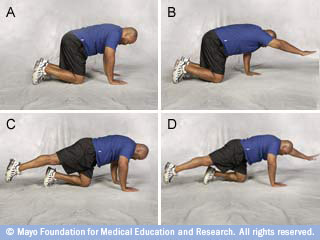 A
B
C
D
© Mayo Foundation for Medical Education and Research. All rights reserved.